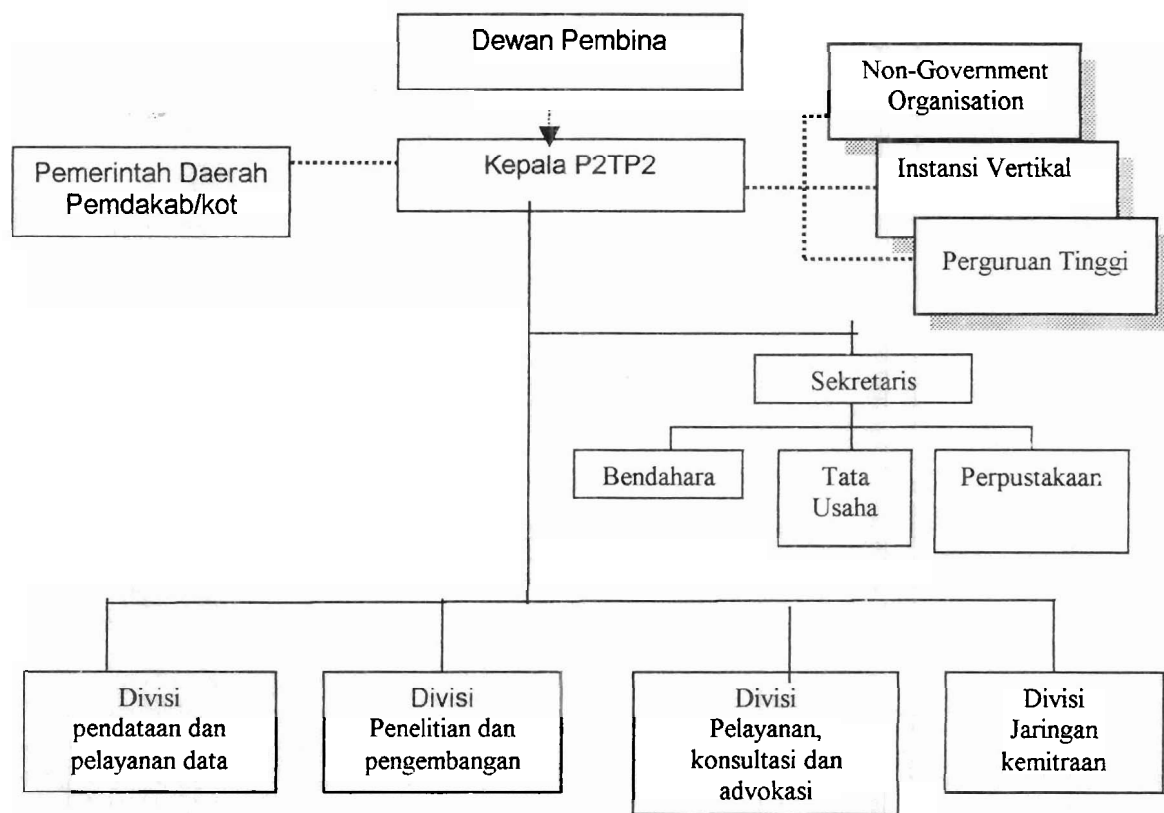 Dewan Pembina
Non-Government
Organisation
Pemerintah Daerah
Pemdakab/kot
Kepala P2TP2
Instansi Vertikal
Perguruan Tinggi
Sekretaris
Bendahara
Tata
Usaha
Perpustakaan
Divisi
pendataan dan
pelayanan data
Divisi
Penelitian dan
pengembangan
Divisi
Pelayanan,
konsultasi dan
advokasi
Divisi
Jaringan
kemitraan